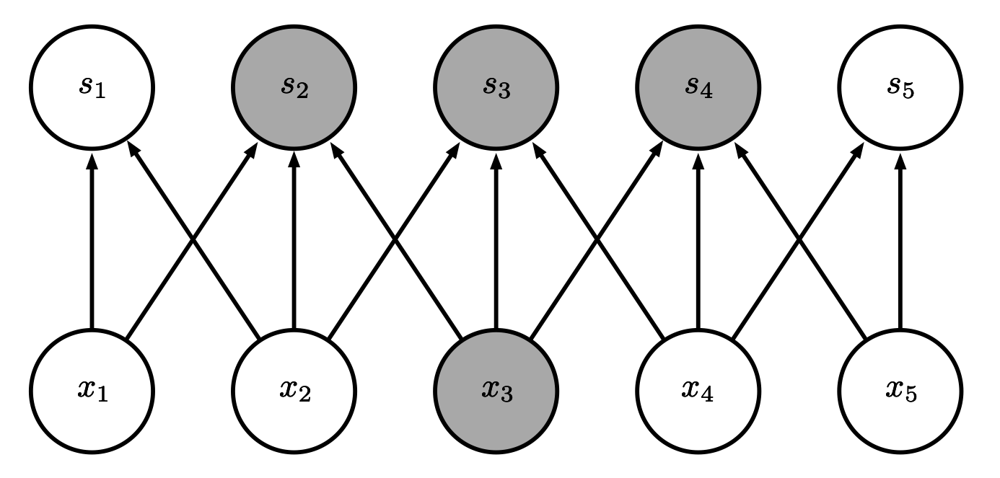 s₁ s₂ s₃ s₄ s₅
x₁ x₂ x₃ x₄ x₅